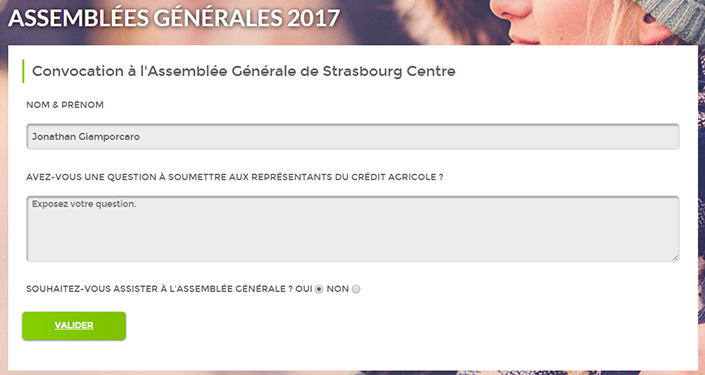 ASSEMBLÉES GÉNÉRALES 2017
Convocation à l'Assemblée Générale de Strasbourg Centre
NOM & PRÉNOM
Jonathan Giamporcaro
AVEZ-VOUS UNE QUESTION À SOUMETTRE AUX REPRÉSENTANTS DU CRÉDIT AGRICOLE ?
Exposez votre question.
SOUHAITEZ-VOUS ASSISTER À L'ASSEMBLÉE GÉNÉRALE ? OUI NON
VALIDER